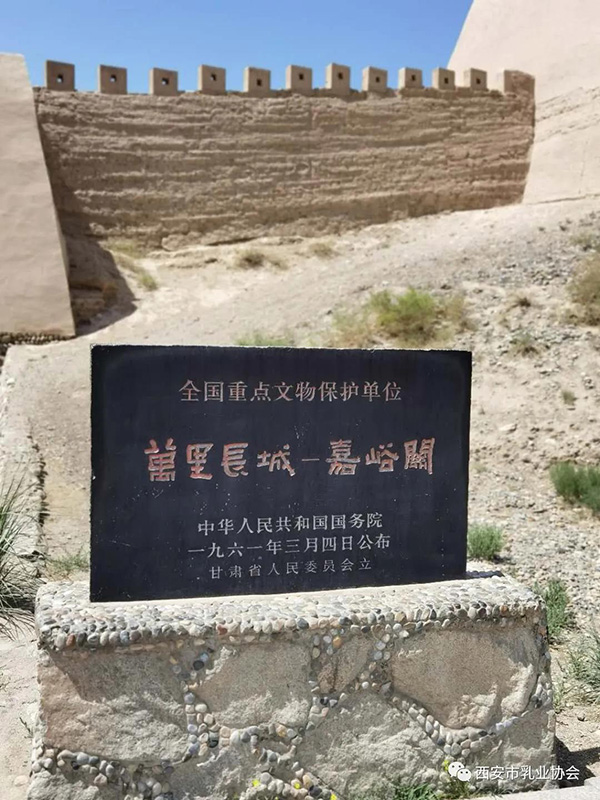 全国重点文物保护单位
萬里長城－嘉峪關
中华人民共和国国务院
一九六一年三月四日公布
甘肃省人民委员会立
西安市乳业协会